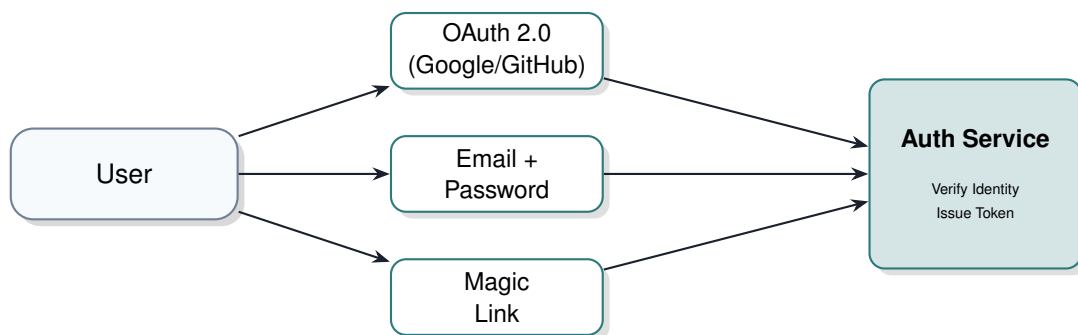 User
OAuth 2.0
(Google/GitHub)
Email +
Password
Magic
Link
Auth Service
Verify Identity
Issue Token